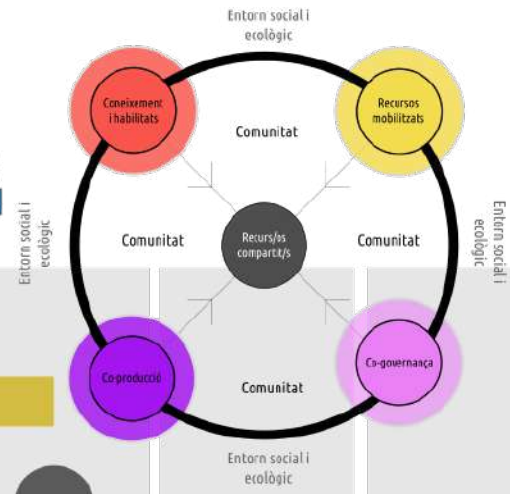 Entorn social i
ecològic
Coneixement
i habilitats
Recursos
mobilitzats
Comunitat
Entorn social i
ecològic
Comunitat
Recurs/os
compartit/s
Comunitat
Entorn social i
ecològic
Co-producció
Co-governança
Comunitat
Entorn social i
ecològic